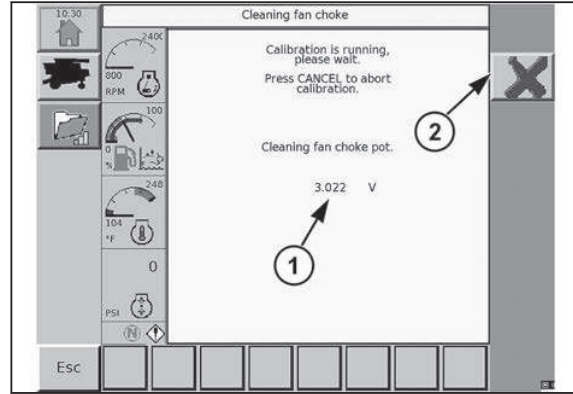 10:30
Cleaning fan choke
2400
800
RPM
Calibration is running,
please wait.
Press CANCEL to abort
calibration.
2
100
0
%
Cleaning fan choke pot.
248
3.022 V
104
°F
1
0
PSI
N
Esc